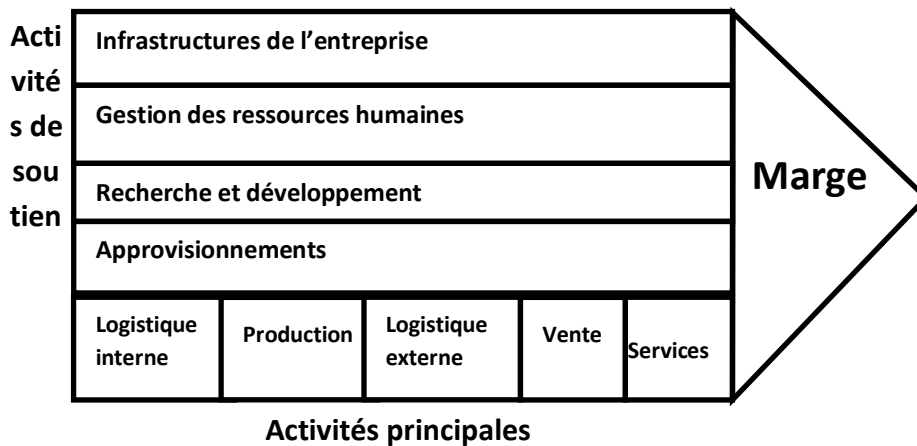 Acti
vité
s de
sou
tien
Infrastructures de l’entreprise
Gestion des ressources humaines
Recherche et développement
Approvisionnements
Marge
Logistique
interne
Production
Logistique
externe
Vente
Services
Activités principales